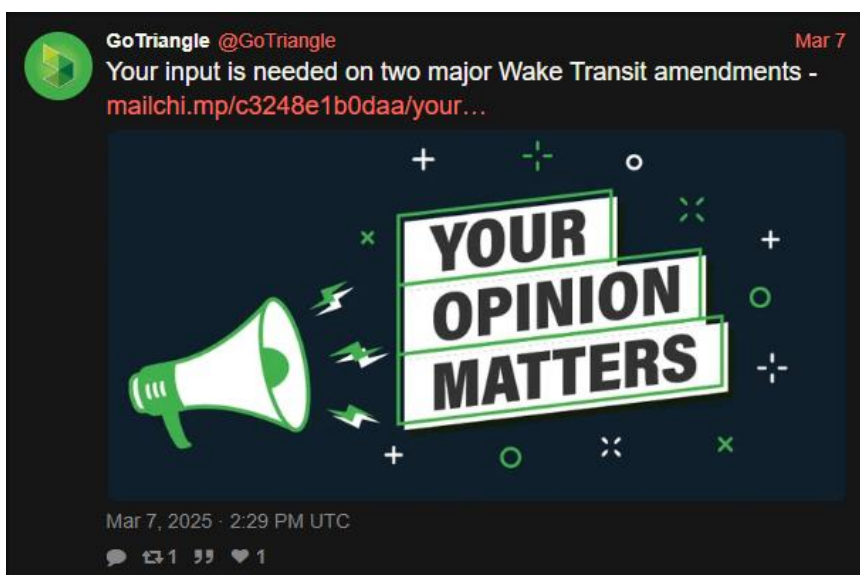 GoTriangle @GoTriangle Mar 7
Your input is needed on two major Wake Transit amendments -
mailchi.mp/c3248e1b0daa/your…
YOUR
OPINION
MATTERS
Mar 7, 2025 · 2:29 PM UTC
1 1